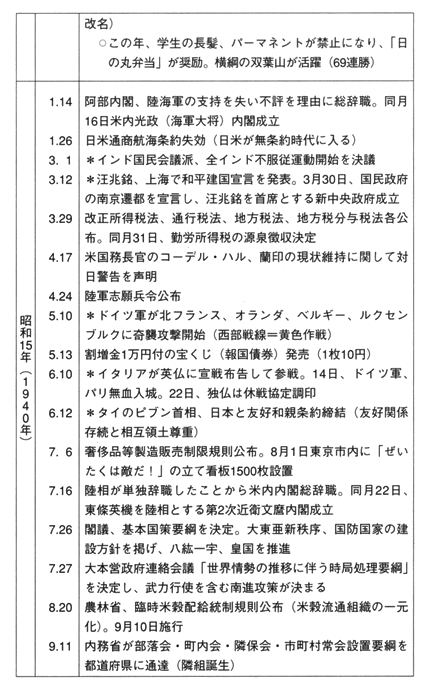 改名）
○この年、学生の長髪、パーマネントが禁止になり、「日
の丸弁当」が奨励。横綱の双葉山が活躍（69連勝）
昭和15年（1940年）
1.14 阿部内閣、陸海軍の支持を失い不評を理由に総辞職。同月
16日米内光政（海軍大将）内閣成立
1.26 日米通商航海条約失効（日米が無条約時代に入る）
3. 1 ＊インド国民会議派、全インド不服従運動開始を決議
3.12 ＊汪兆銘、上海で和平建国宣言を発表。3月30日、国民政府
の南京遷都を宣言し、汪兆銘を首席とする新中央政府成立
3.29 改正所得税法、通行税法、地方税法、地方税分与税法各公
布。同月31日、勤労所得税の源泉徴収決定
4.17 米国務長官のコーデル・ハル、蘭印の現状維持に関して対
日警告を声明
4.24 陸軍志願兵令公布
5.10 ＊ドイツ軍が北フランス、オランダ、ベルギー、ルクセン
ブルクに奇襲攻撃開始（西部戦線＝黄色作戦）
5.13 割増金1万円付の宝くじ（報国債券）発売（1枚10円）
6.10 ＊イタリアが英仏に宣戦布告して参戦。14日、ドイツ軍、
パリ無血入城。22日、独仏は休戦協定調印
6.12 ＊タイのピブン首相、日本と友好和親条約締結（友好関係
存続と相互領土尊重）
7. 6 奢侈品等製造販売制限規則公布。8月1日東京市内に「ぜい
たくは敵だ！」の立て看板1500枚設置
7.16 陸相が単独辞職したことから米内内閣総辞職。同月22日、
東條英機を陸相とする第2次近衛文麿内閣成立
7.26 閣議、基本国策要綱を決定。大東亜新秩序、国防国家の建
設方針を掲げ、八紘一宇、皇国を推進
7.27 大本営政府連絡会議「世界情勢の推移に伴う時局処理要綱」
を決定し、武力行使を含む南進攻策が決まる
8.20 農林省、臨時米穀配給統制規則公布（米穀流通組織の一元
化）。9月10日施行
9.11 内務省が部落会・町内会・隣保会・市町村常会設置要綱を
都道府県に通達（隣組誕生）